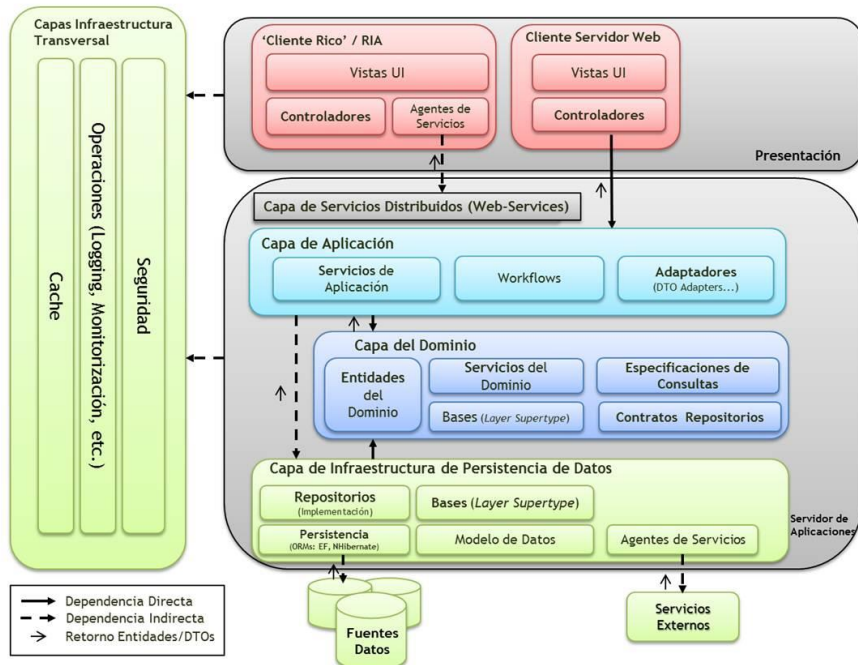 Capas Infraestructura
Transversal
Cache
Operaciones (Logging, Monitorización, etc.)
Seguridad
‘Cliente Rico’ / RIA
Vistas UI
Controladores
Agentes de
Servicios
Cliente Servidor Web
Vistas UI
Controladores
Presentación
Capa de Servicios Distribuidos (Web-Services)
Capa de Aplicación
Servicios de
Aplicación
Workflows
Adaptadores
(DTO Adapters...)
Capa del Dominio
Entidades
del
Dominio
Servicios del
Dominio
Especificaciones de
Consultas
Bases (Layer Supertype)
Contratos Repositorios
Capa de Infraestructura de Persistencia de Datos
Repositorios
(Implementación)
Bases (Layer Supertype)
Persistencia
(ORMs: EF, NHibernate)
Modelo de Datos
Agentes de Servicios
Servidor de
Aplicaciones
Dependencia Directa
Dependencia Indirecta
Retorno Entidades/DTOs
Fuentes
Datos
Servicios
Externos